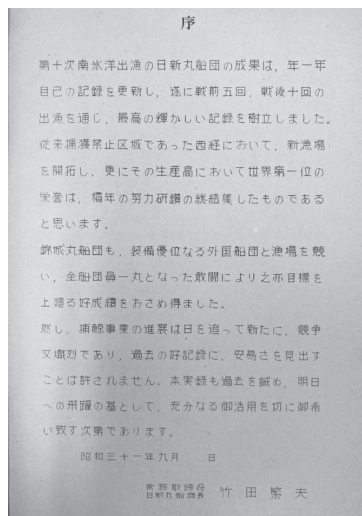 序
第十次南氷洋出漁の日新丸船団の成果は，年一年
自己の記録を更新し，遂に戦前五回，戦後十回の
出漁を通じ，最高の輝かしい記録を樹立しました。
従来捕獲禁止区域であった西経において，新漁場
を開拓し，更にその生産高において世界第一位の
栄誉は，積年の努力研鑽の総結集したものである
と思います。
錦城丸船団も，装備優位なる外国船団と漁場を競
い，全船団員一丸となった敢闘により之亦目標を
上廻る好成績をおさめ得ました。
然し，捕鯨事業の進展は日を追って新たに，競争
又熾烈であり，過去の好記録に，安易さを見出す
ことは許されません。本実録も過去を誡め，明日
への飛躍の基として，充分なる御活用を切に御希
い致す次第であります。
昭和三十一年九月　　日
常務取締役
日新丸船団長　竹田繁夫